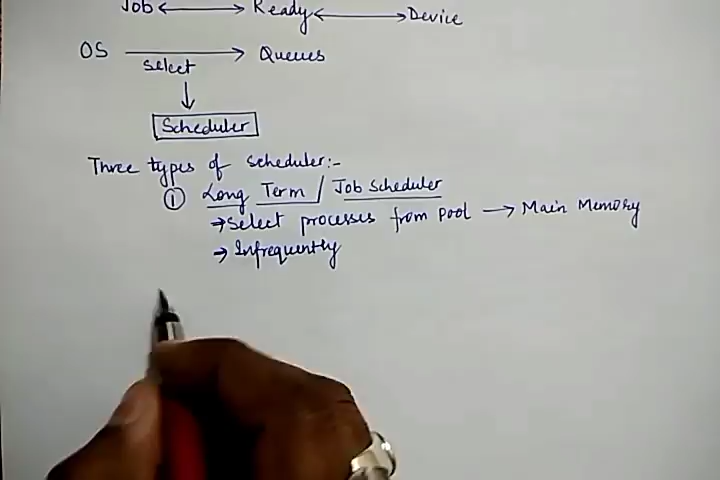 Job ⟷ Ready ⟷ Device
OS ⟶ Queues
select
↓
Scheduler
Three types of scheduler:-
① Long Term / Job Scheduler
→ Select processes from pool → Main Memory
→ Infrequently